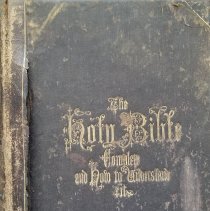 The
Holy Bible
Complete
and How to Understand
It.